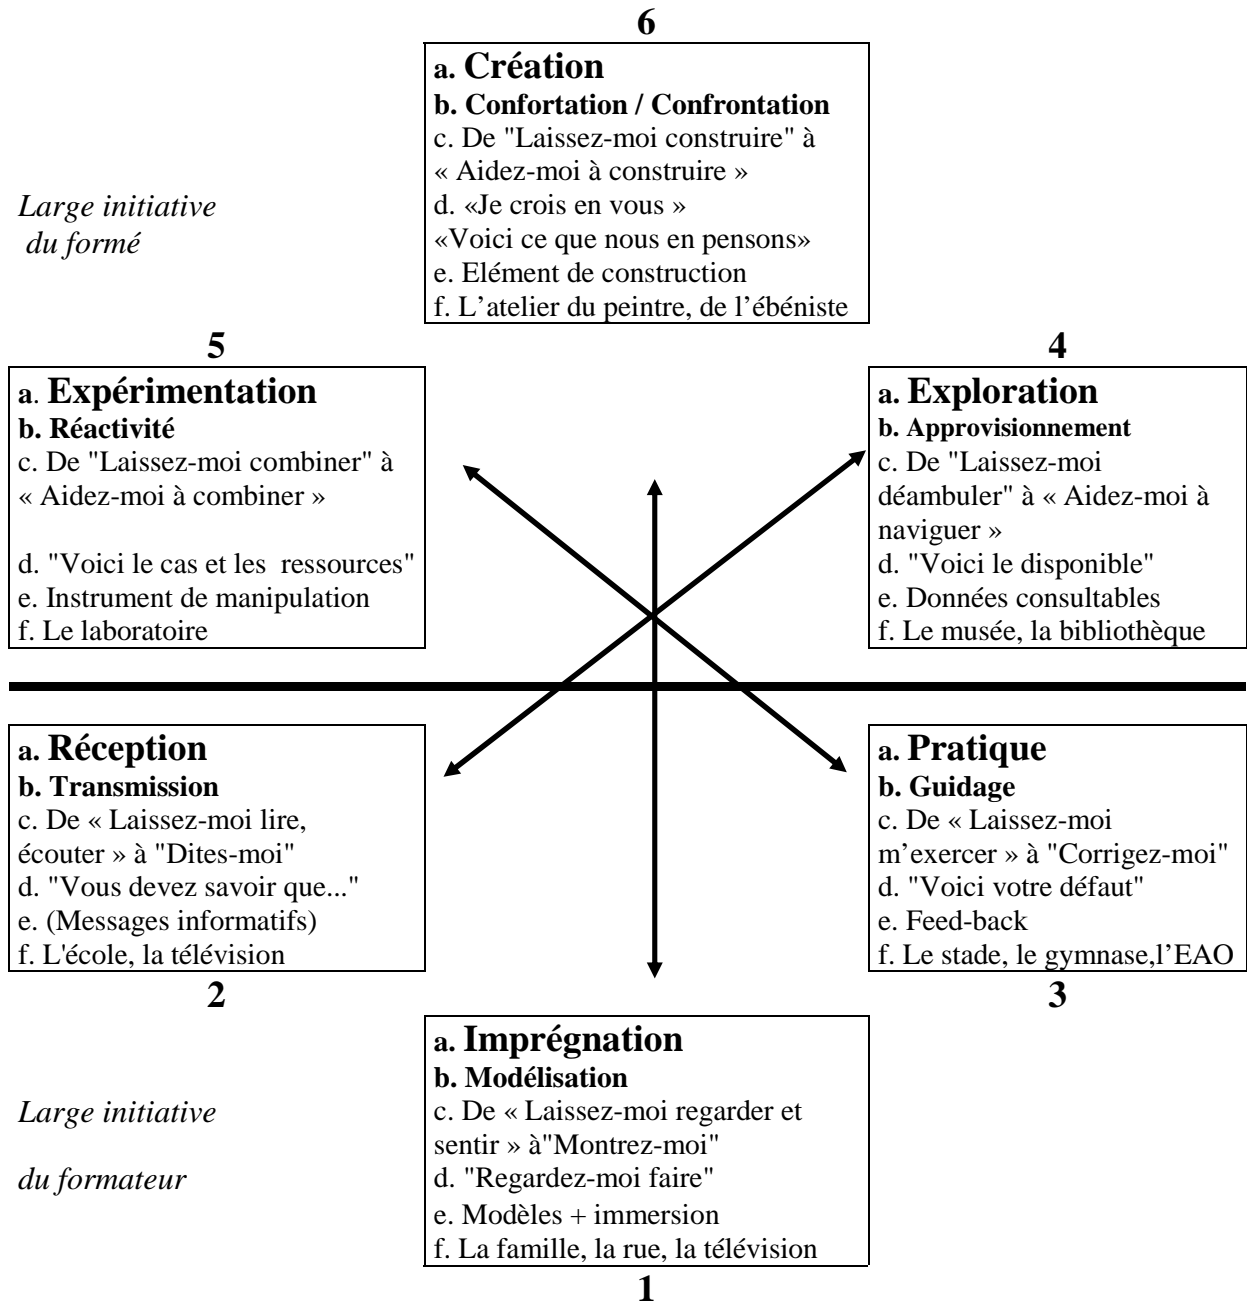 6
a. Création
b. Confortation / Confrontation
c. De "Laissez-moi construire" à
« Aidez-moi à construire »
d. «Je crois en vous »
«Voici ce que nous en pensons»
e. Elément de construction
f. L’atelier du peintre, de l’ébéniste
Large initiative
du formé
5
a. Expérimentation
b. Réactivité
c. De "Laissez-moi combiner" à
« Aidez-moi à combiner »
d. "Voici le cas et les ressources"
e. Instrument de manipulation
f. Le laboratoire
4
a. Exploration
b. Approvisionnement
c. De "Laissez-moi
déambuler" à « Aidez-moi à
naviguer »
d. "Voici le disponible"
e. Données consultables
f. Le musée, la bibliothèque
a. Réception
b. Transmission
c. De « Laissez-moi lire,
écouter » à "Dites-moi"
d. "Vous devez savoir que..."
e. (Messages informatifs)
f. L'école, la télévision
2
a. Pratique
b. Guidage
c. De « Laissez-moi
m’exercer » à "Corrigez-moi"
d. "Voici votre défaut"
e. Feed-back
f. Le stade, le gymnase,l’EAO
3
a. Imprégnation
b. Modélisation
c. De « Laissez-moi regarder et
sentir » à"Montrez-moi"
d. "Regardez-moi faire"
e. Modèles + immersion
f. La famille, la rue, la télévision
1
Large initiative
du formateur